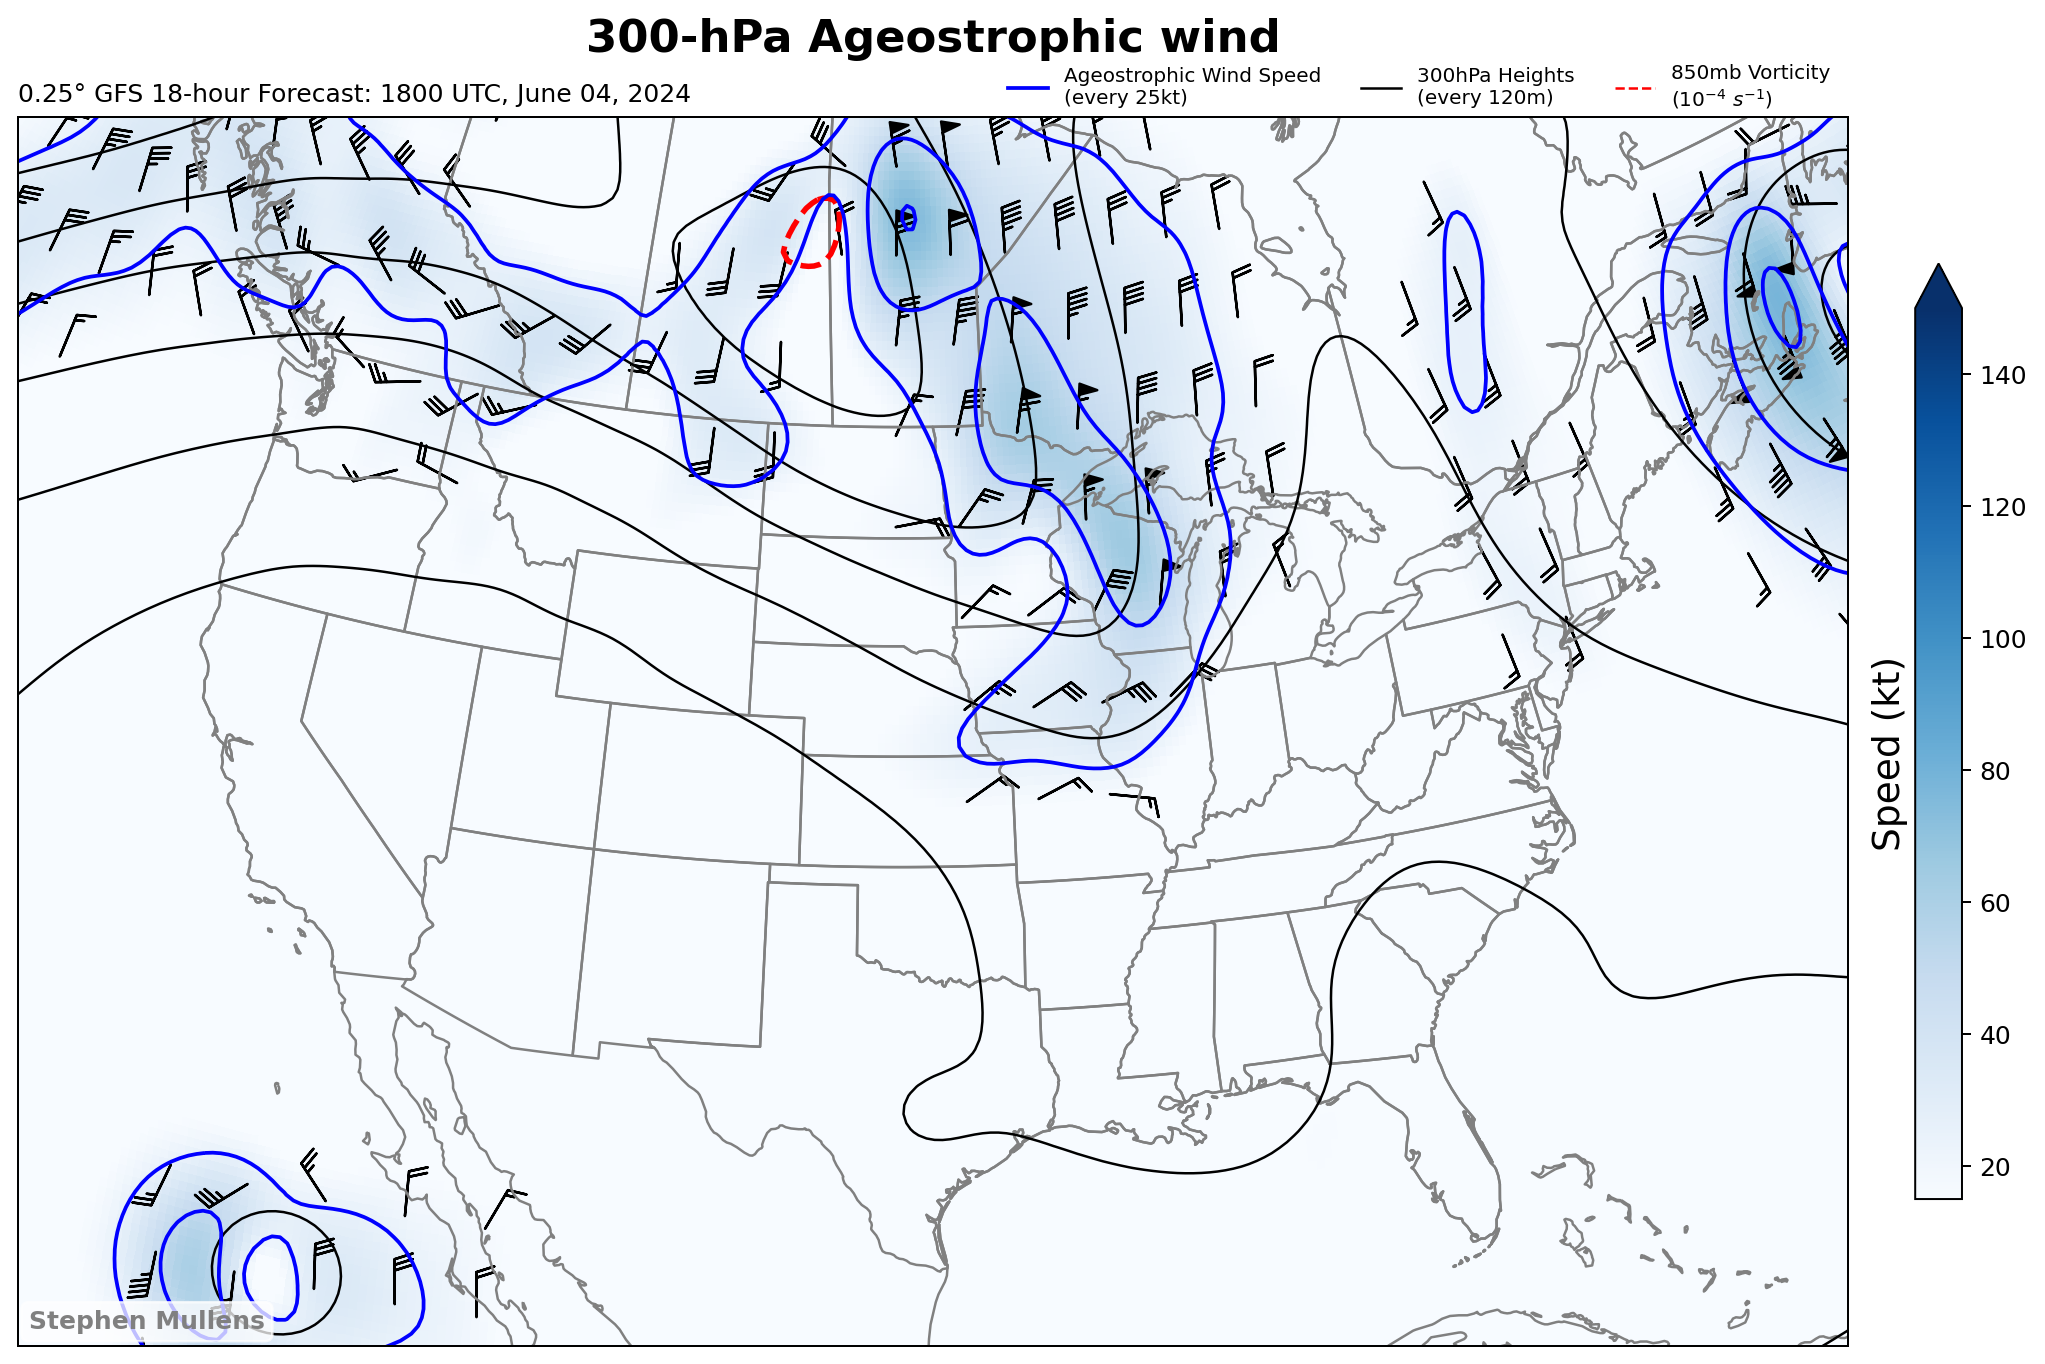 300-hPa Ageostrophic wind
0.25° GFS 18-hour Forecast: 1800 UTC, June 04, 2024
Ageostrophic Wind Speed
(every 25kt)
300hPa Heights
(every 120m)
850mb Vorticity
(10⁻⁴ s⁻¹)
140
120
100
80
60
40
20
Speed (kt)
Stephen Mullens